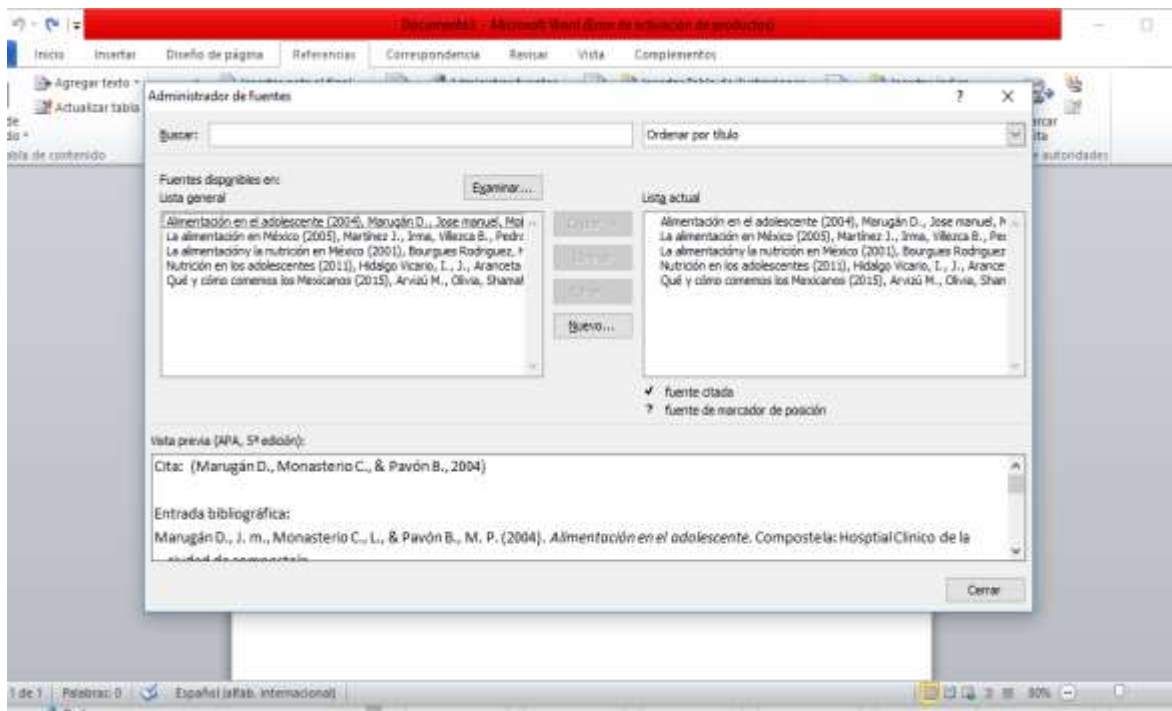 Documento1 - Microsoft Word (Error de activación de productos)
Inicio Insertar Diseño de página Referencias Correspondencia Revisar Vista Complementos
Agregar texto
Actualizar tabla
Administrador de fuentes ? ×
Buscar: Ordenar por título
Fuentes disponibles en:
Lista general
Examinar...
Lista actual
Alimentación en el adolescente (2004), Marugán D., Jose manuel,
La alimentación en México (2005), Martínez J., Irma, Villezca B., Pedr
La alimentacióny la nutrición en México (2001), Bourgues Rodriguez,
Nutrición en los adolescentes (2011), Hidalgo Vicario, I., J., Aranceta
Qué y cómo comemos los Mexicanos (2015), Arvizú M., Olivia, Shamal
Nuevo...
Alimentación en el adolescente (2004), Marugán D., Jose manuel, M
La alimentación en México (2005), Martínez J., Irma, Villezca B., Pe
La alimentacióny la nutrición en México (2001), Bourgues Rodriguez
Nutrición en los adolescentes (2011), Hidalgo Vicario, I., J., Arance
Qué y cómo comemos los Mexicanos (2015), Arvizú M., Olivia, Sham
✓ fuente citada
? fuente de marcador de posición
Vista previa (APA, 5ª edición):
Cita: (Marugán D., Monasterio C., & Pavón B., 2004)
Entrada bibliográfica:
Marugán D., J. m., Monasterio C., L., & Pavón B., M. P. (2004). Alimentación en el adolescente. Compostela: Hosptial Clinico de la
ciudad de compostela
Cerrar
1 de 1 Palabras: 0 Español (alfab. internacional) 80%